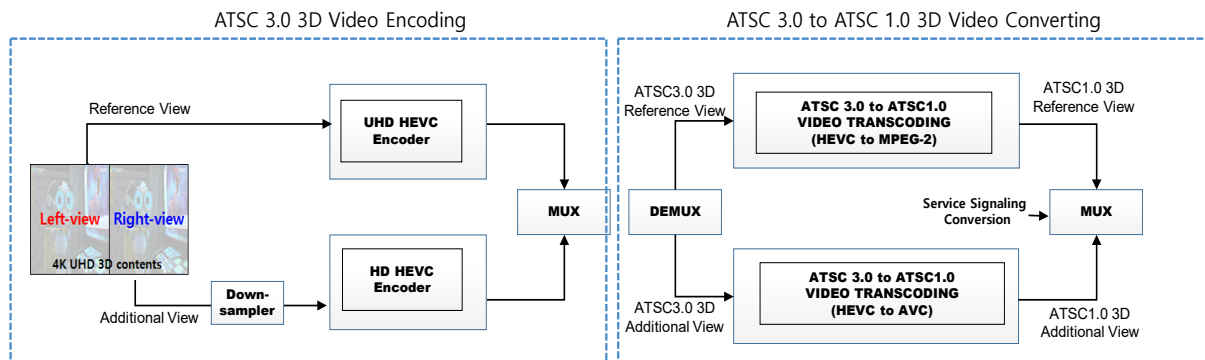 ATSC 3.0 3D Video Encoding
Reference View
UHD HEVC
Encoder
Left-view
Right-view
4K UHD 3D contents
MUX
HD HEVC
Encoder
Down-
sampler
Additional View
ATSC 3.0 to ATSC 1.0 3D Video Converting
ATSC3.0 3D
Reference View
ATSC 3.0 to ATSC1.0
VIDEO TRANSCODING
(HEVC to MPEG-2)
ATSC1.0 3D
Reference View
DEMUX
Service Signaling
Conversion
MUX
ATSC 3.0 to ATSC1.0
VIDEO TRANSCODING
(HEVC to AVC)
ATSC3.0 3D
Additional View
ATSC1.0 3D
Additional View